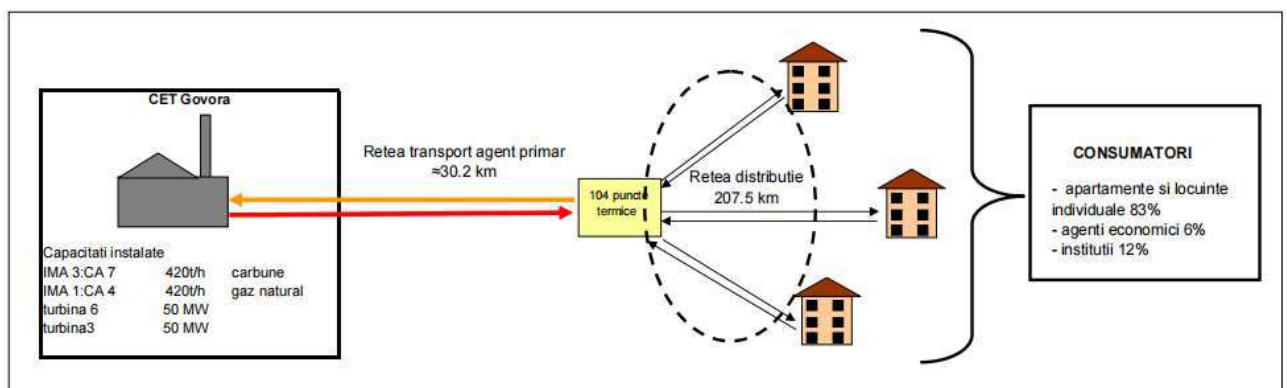 CET Govora
Retea transport agent primar
≈30.2 km
104 puncte
termice
Retea distributie
207.5 km
Capacitati instalate
IMA 3:CA 7 420t/h carbune
IMA 1:CA 4 420t/h gaz natural
turbina 6 50 MW
turbina3 50 MW
CONSUMATORI
- apartamente si locuinte
individuale 83%
- agenti economici 6%
- institutii 12%